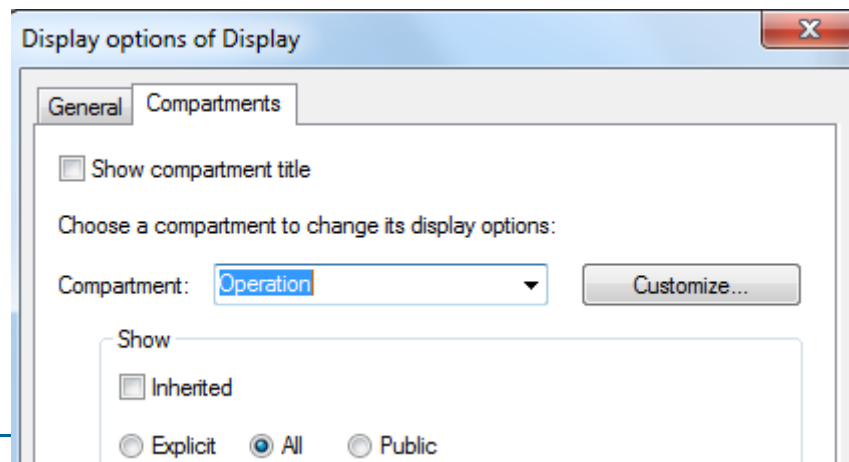 Display options of Display
General Compartments
Show compartment title
Choose a compartment to change its display options:
Compartment: Operation Customize...
Show
Inherited
Explicit All Public